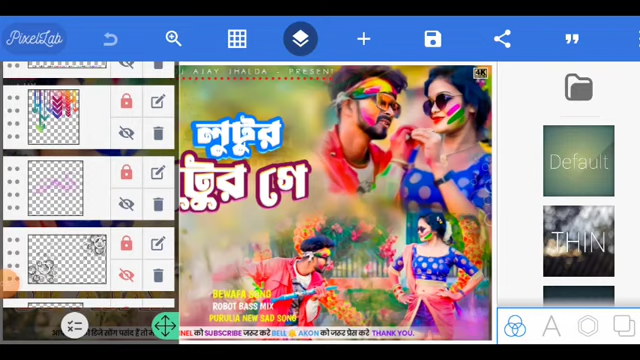 PixelLab
J AJAY JHALDA - PRESENT
4K
লুটুর
টুর গে
Default
THIN
BEWAFA SONG
ROBOT BASS MIX
PURULIA NEW SAD SONG
NEL को SUBSCRIBE जरूर करे BELL AKON को जरूर प्रेस करे THANK YOU.